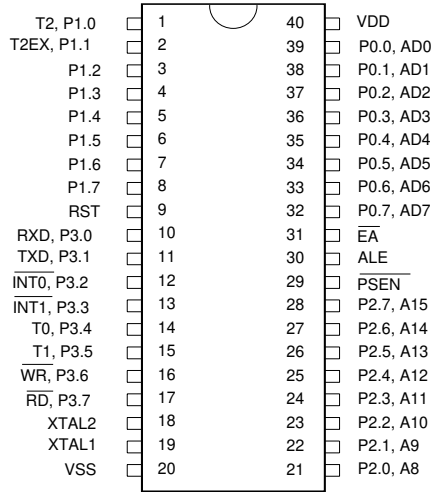 T2, P1.0 1 40 VDD
T2EX, P1.1 2 39 P0.0, AD0
P1.2 3 38 P0.1, AD1
P1.3 4 37 P0.2, AD2
P1.4 5 36 P0.3, AD3
P1.5 6 35 P0.4, AD4
P1.6 7 34 P0.5, AD5
P1.7 8 33 P0.6, AD6
RST 9 32 P0.7, AD7
RXD, P3.0 10 31 E̅A̅
TXD, P3.1 11 30 ALE
I̅N̅T̅0̅, P3.2 12 29 P̅S̅E̅N̅
I̅N̅T̅1̅, P3.3 13 28 P2.7, A15
T0, P3.4 14 27 P2.6, A14
T1, P3.5 15 26 P2.5, A13
W̅R̅, P3.6 16 25 P2.4, A12
R̅D̅, P3.7 17 24 P2.3, A11
XTAL2 18 23 P2.2, A10
XTAL1 19 22 P2.1, A9
VSS 20 21 P2.0, A8